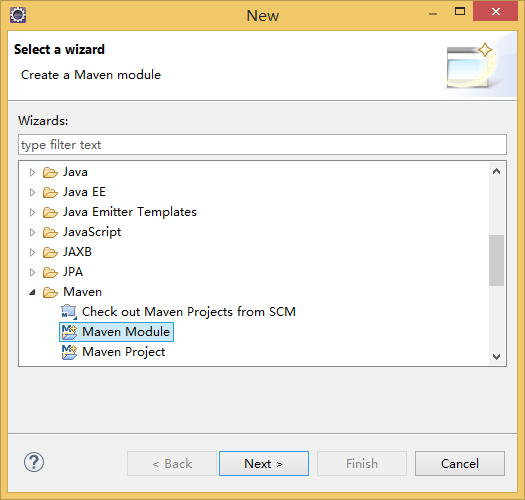 New
Select a wizard
Create a Maven module
Wizards:
type filter text
Java
Java EE
Java Emitter Templates
JavaScript
JAXB
JPA
Maven
Check out Maven Projects from SCM
Maven Module
Maven Project
?
< Back
Next >
Finish
Cancel